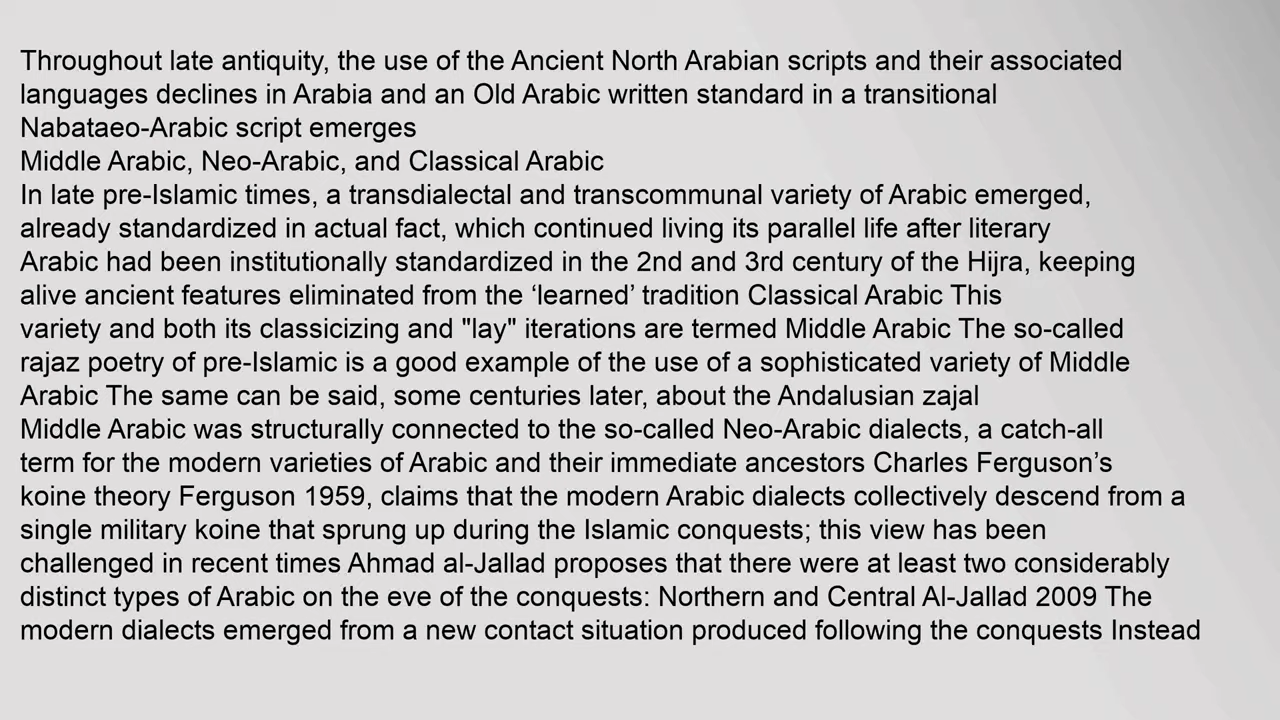 Throughout late antiquity, the use of the Ancient North Arabian scripts and their associated
languages declines in Arabia and an Old Arabic written standard in a transitional
Nabataeo-Arabic script emerges
Middle Arabic, Neo-Arabic, and Classical Arabic
In late pre-Islamic times, a transdialectal and transcommunal variety of Arabic emerged,
already standardized in actual fact, which continued living its parallel life after literary
Arabic had been institutionally standardized in the 2nd and 3rd century of the Hijra, keeping
alive ancient features eliminated from the ‘learned’ tradition Classical Arabic This
variety and both its classicizing and "lay" iterations are termed Middle Arabic The so-called
rajaz poetry of pre-Islamic is a good example of the use of a sophisticated variety of Middle
Arabic The same can be said, some centuries later, about the Andalusian zajal
Middle Arabic was structurally connected to the so-called Neo-Arabic dialects, a catch-all
term for the modern varieties of Arabic and their immediate ancestors Charles Ferguson’s
koine theory Ferguson 1959, claims that the modern Arabic dialects collectively descend from a
single military koine that sprung up during the Islamic conquests; this view has been
challenged in recent times Ahmad al-Jallad proposes that there were at least two considerably
distinct types of Arabic on the eve of the conquests: Northern and Central Al-Jallad 2009 The
modern dialects emerged from a new contact situation produced following the conquests Instead